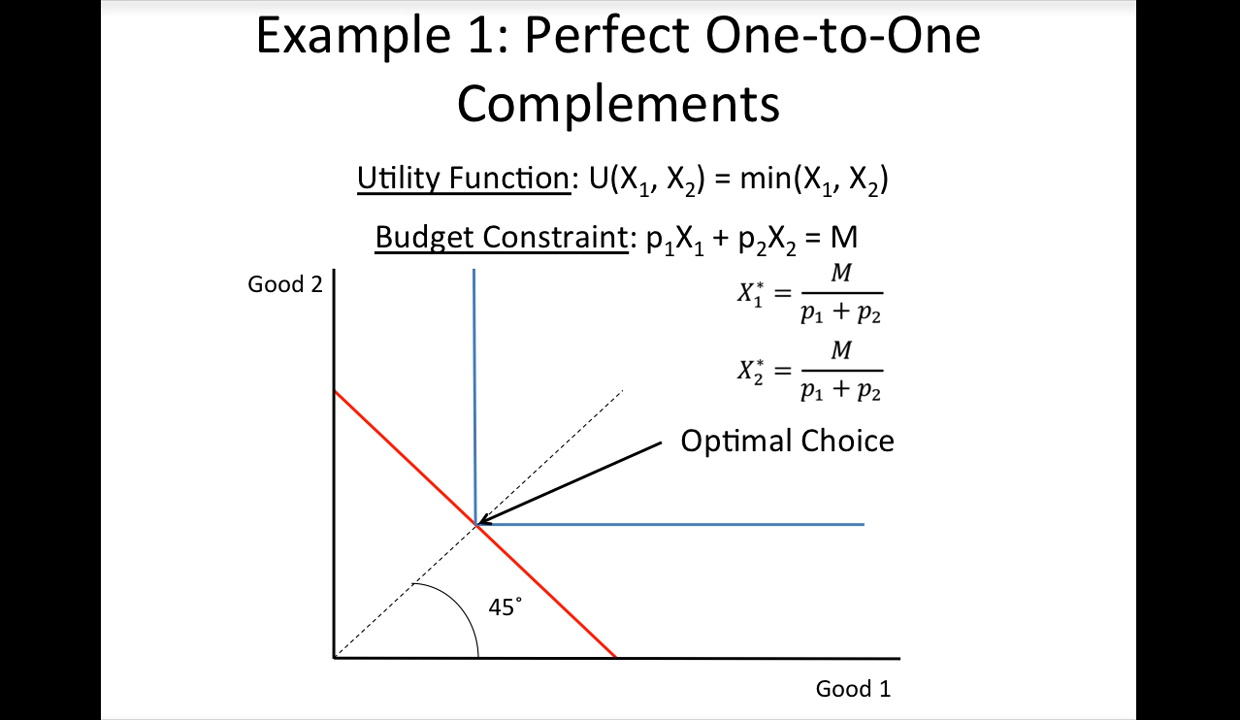 Example 1: Perfect One-to-One
Complements
Utility Function: U(X₁, X₂) = min(X₁, X₂)
Budget Constraint: p₁X₁ + p₂X₂ = M
Good 2
X₁* = M / (p₁ + p₂)
X₂* = M / (p₁ + p₂)
Optimal Choice
45°
Good 1